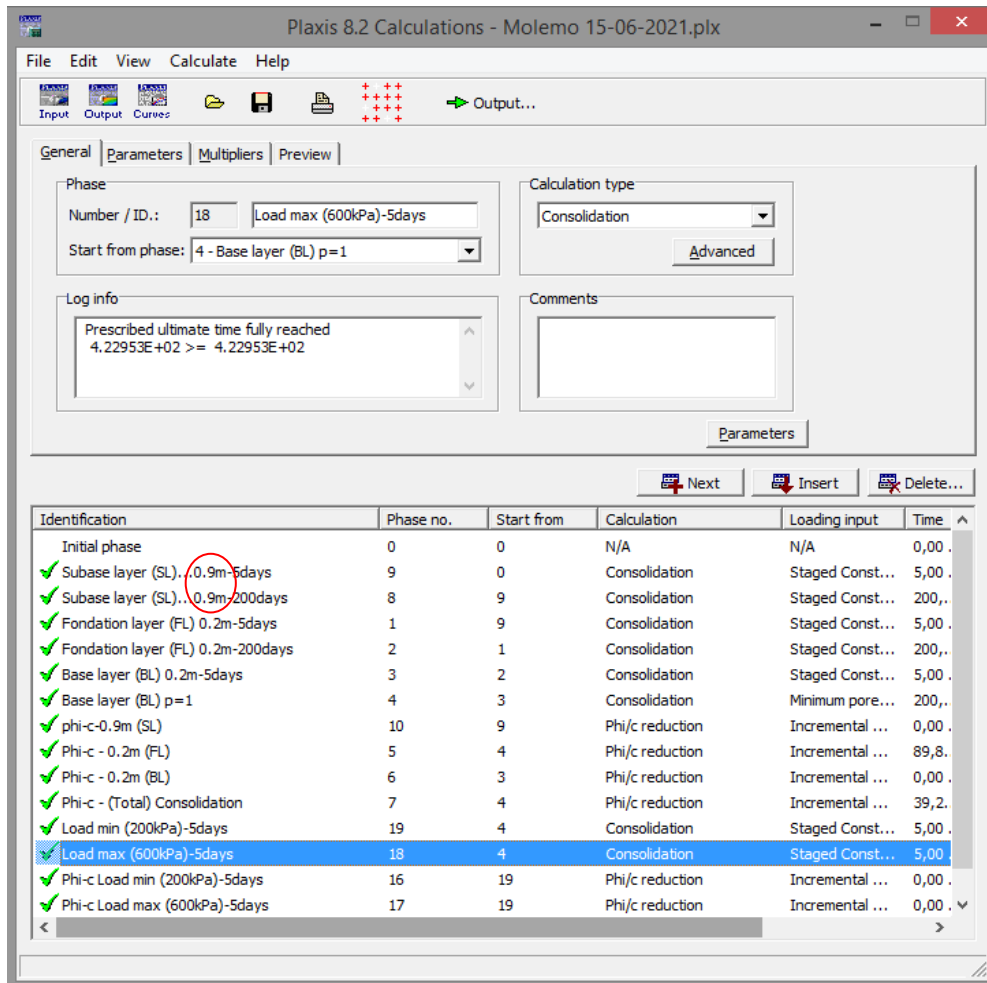 Plaxis 8.2 Calculations - Molemo 15-06-2021.plx
File Edit View Calculate Help
Input Output Curves Output...
General Parameters Multipliers Preview
Phase Calculation type
Number / ID.: 18 Load max (600kPa)-5days Consolidation
Start from phase: 4 - Base layer (BL) p=1 Advanced
Log info Comments
Prescribed ultimate time fully reached
4.22953E+02 >= 4.22953E+02
Parameters
Next Insert Delete...
Identification Phase no. Start from Calculation Loading input Time
Initial phase 0 0 N/A N/A 0,00 .
Subase layer (SL)...0.9m-5days 9 0 Consolidation Staged Const... 5,00 .
Subase layer (SL)...0.9m-200days 8 9 Consolidation Staged Const... 200,..
Fondation layer (FL) 0.2m-5days 1 9 Consolidation Staged Const... 5,00 .
Fondation layer (FL) 0.2m-200days 2 1 Consolidation Staged Const... 200,..
Base layer (BL) 0.2m-5days 3 2 Consolidation Staged Const... 5,00 .
Base layer (BL) p=1 4 3 Consolidation Minimum pore... 200,..
phi-c-0.9m (SL) 10 9 Phi/c reduction Incremental ... 0,00 .
Phi-c - 0.2m (FL) 5 4 Phi/c reduction Incremental ... 89,8..
Phi-c - 0.2m (BL) 6 3 Phi/c reduction Incremental ... 0,00 .
Phi-c - (Total) Consolidation 7 4 Phi/c reduction Incremental ... 39,2..
Load min (200kPa)-5days 19 4 Consolidation Staged Const... 5,00 .
Load max (600kPa)-5days 18 4 Consolidation Staged Const... 5,00 .
Phi-c Load min (200kPa)-5days 16 19 Phi/c reduction Incremental ... 0,00 .
Phi-c Load max (600kPa)-5days 17 19 Phi/c reduction Incremental ... 0,00 .